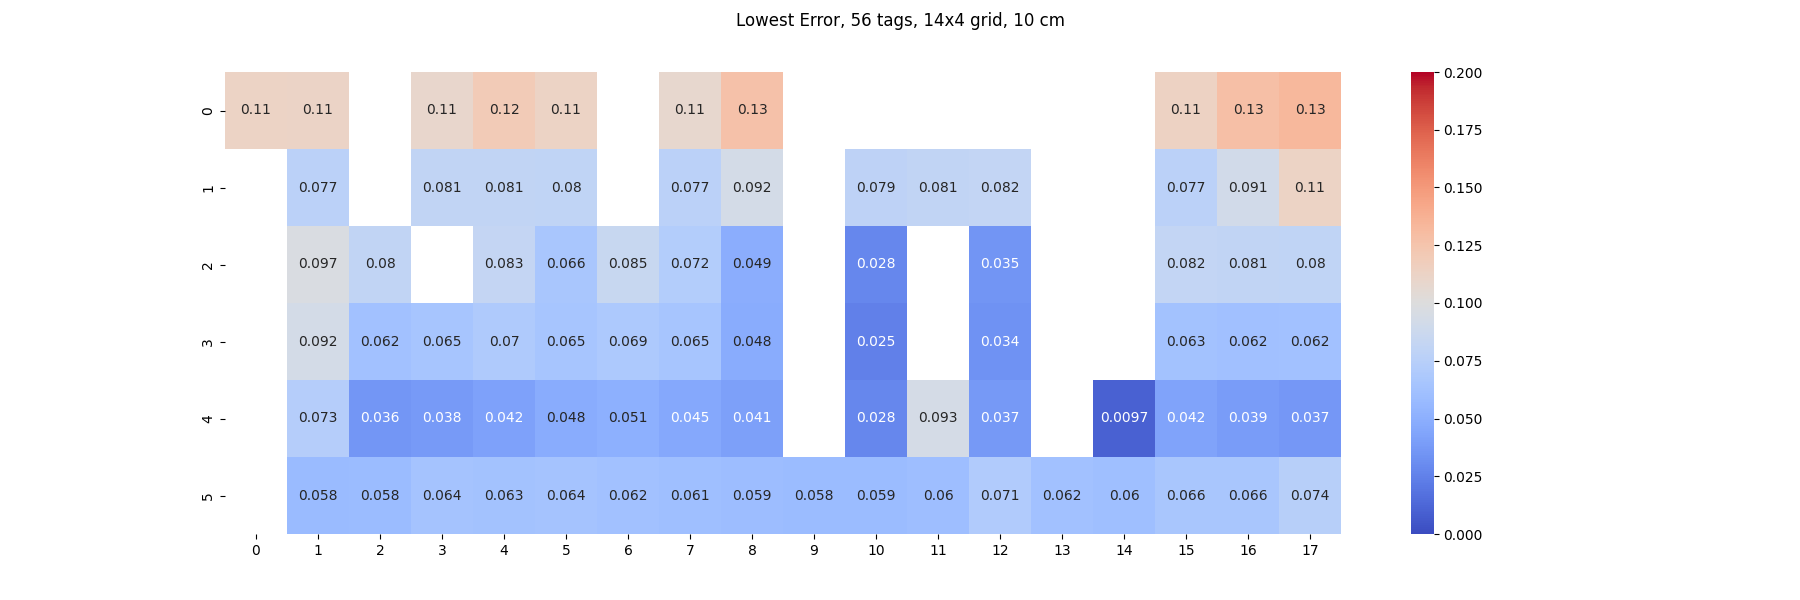 Lowest Error, 56 tags, 14x4 grid, 10 cm
0 0.11 0.11 0.11 0.12 0.11 0.11 0.13 0.11 0.13 0.13
1 0.077 0.081 0.081 0.08 0.077 0.092 0.079 0.081 0.082 0.077 0.091 0.11
2 0.097 0.08 0.083 0.066 0.085 0.072 0.049 0.028 0.035 0.082 0.081 0.08
3 0.092 0.062 0.065 0.07 0.065 0.069 0.065 0.048 0.025 0.034 0.063 0.062 0.062
4 0.073 0.036 0.038 0.042 0.048 0.051 0.045 0.041 0.028 0.093 0.037 0.0097 0.042 0.039 0.037
5 0.058 0.058 0.064 0.063 0.064 0.062 0.061 0.059 0.058 0.059 0.06 0.071 0.062 0.06 0.066 0.066 0.074
0 1 2 3 4 5 6 7 8 9 10 11 12 13 14 15 16 17
0.200
0.175
0.150
0.125
0.100
0.075
0.050
0.025
0.000